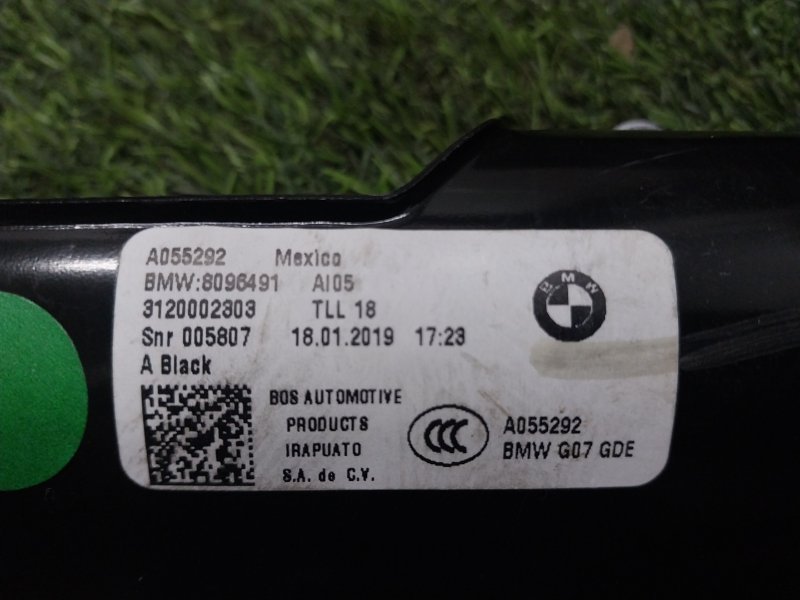 A055292 Mexico
BMW:8096491 AI05
3120002303 TLL 18
Snr 005807 18.01.2019 17:23
A Black
BMW
BOS AUTOMOTIVE
PRODUCTS
IRAPUATO
S.A. de C.V.
CCC
A055292
BMW G07 GDE